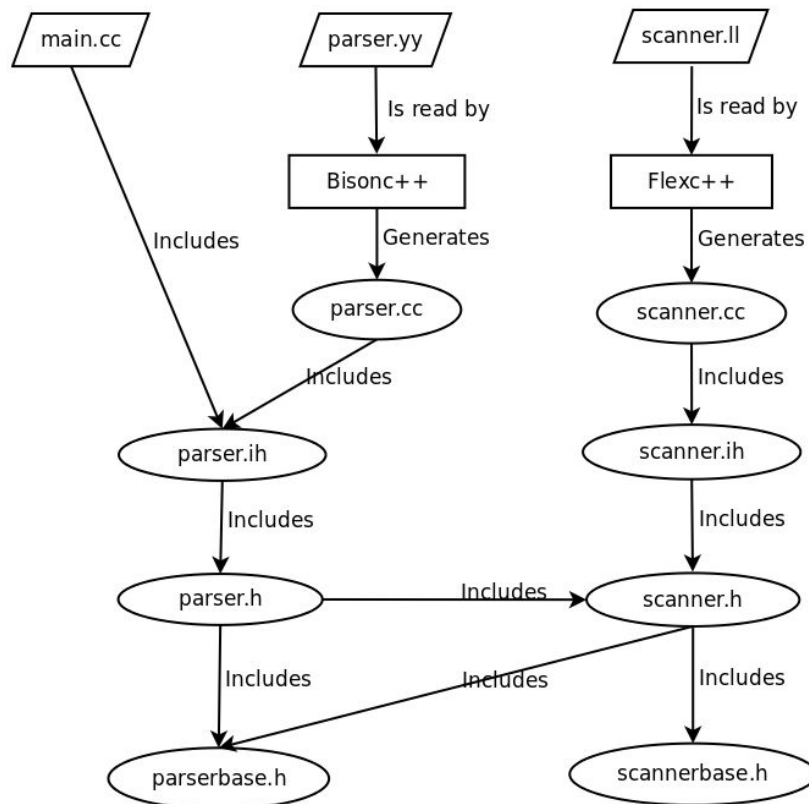 main.cc
parser.yy
scanner.ll
Is read by
Is read by
Bisonc++
Flexc++
Includes
Generates
Generates
parser.cc
scanner.cc
Includes
Includes
parser.ih
scanner.ih
Includes
Includes
parser.h
Includes
scanner.h
Includes
Includes
Includes
parserbase.h
scannerbase.h